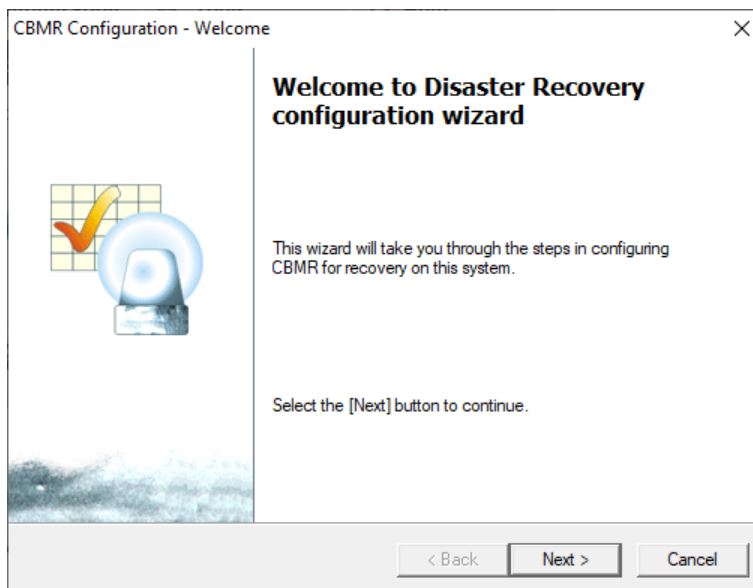 CBMR Configuration - Welcome
Welcome to Disaster Recovery
configuration wizard
This wizard will take you through the steps in configuring
CBMR for recovery on this system.
Select the [Next] button to continue.
< Back
Next >
Cancel